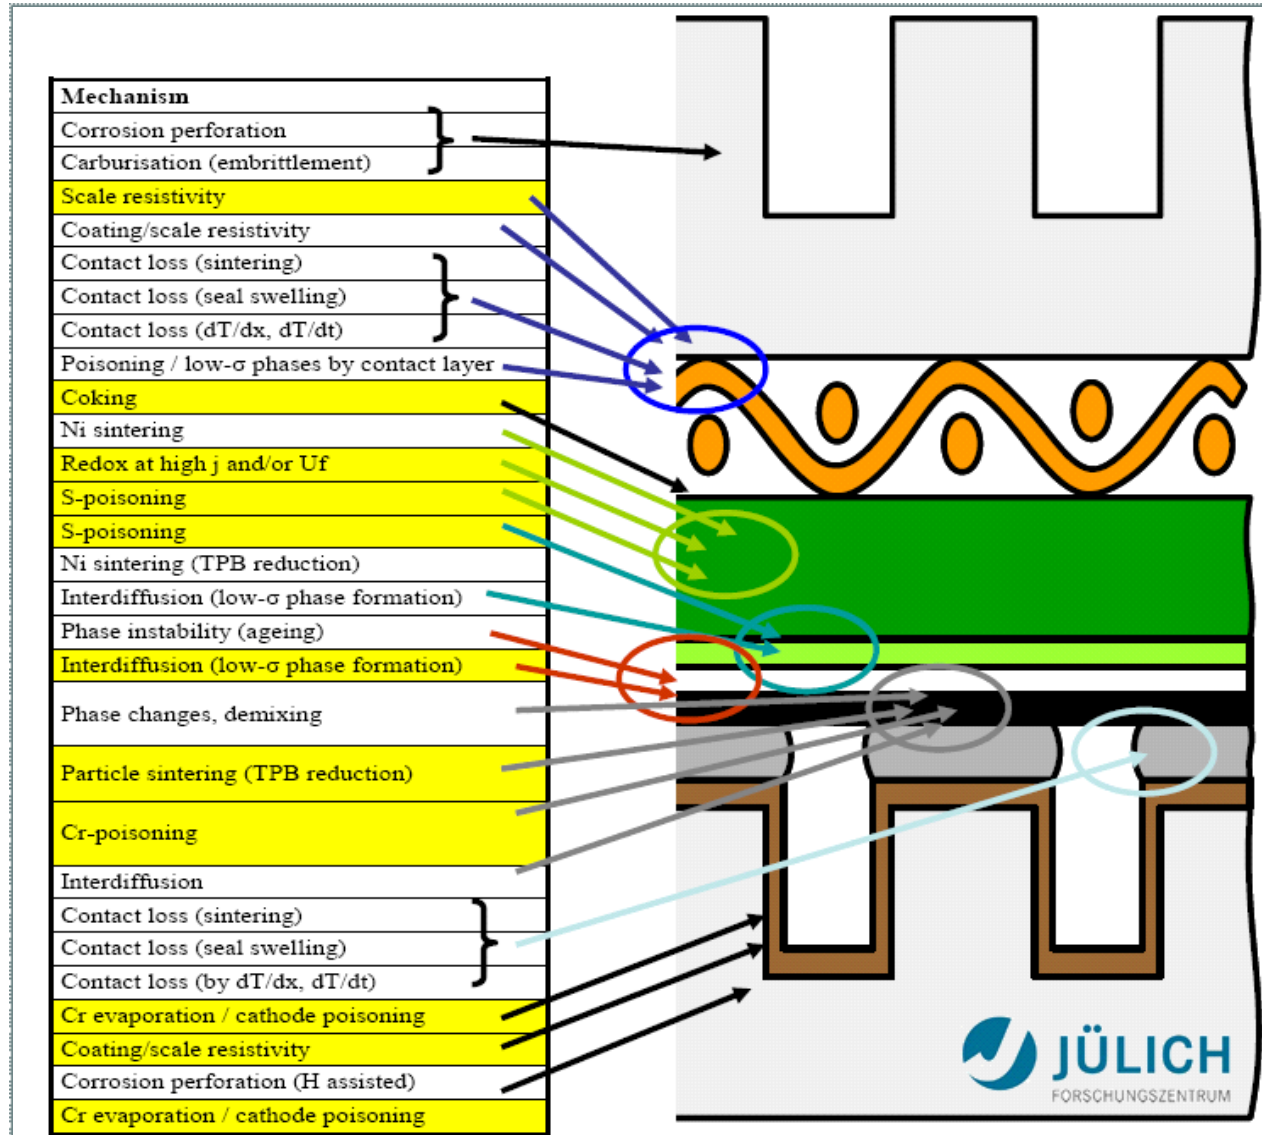 Mechanism
Corrosion perforation
Carburisation (embrittlement)
Scale resistivity
Coating/scale resistivity
Contact loss (sintering)
Contact loss (seal swelling)
Contact loss (dT/dx, dT/dt)
Poisoning / low-σ phases by contact layer
Coking
Ni sintering
Redox at high j and/or Uf
S-poisoning
S-poisoning
Ni sintering (TPB reduction)
Interdiffusion (low-σ phase formation)
Phase instability (ageing)
Interdiffusion (low-σ phase formation)
Phase changes, demixing
Particle sintering (TPB reduction)
Cr-poisoning
Interdiffusion
Contact loss (sintering)
Contact loss (seal swelling)
Contact loss (by dT/dx, dT/dt)
Cr evaporation / cathode poisoning
Coating/scale resistivity
Corrosion perforation (H assisted)
Cr evaporation / cathode poisoning
JÜLICH
FORSCHUNGSZENTRUM